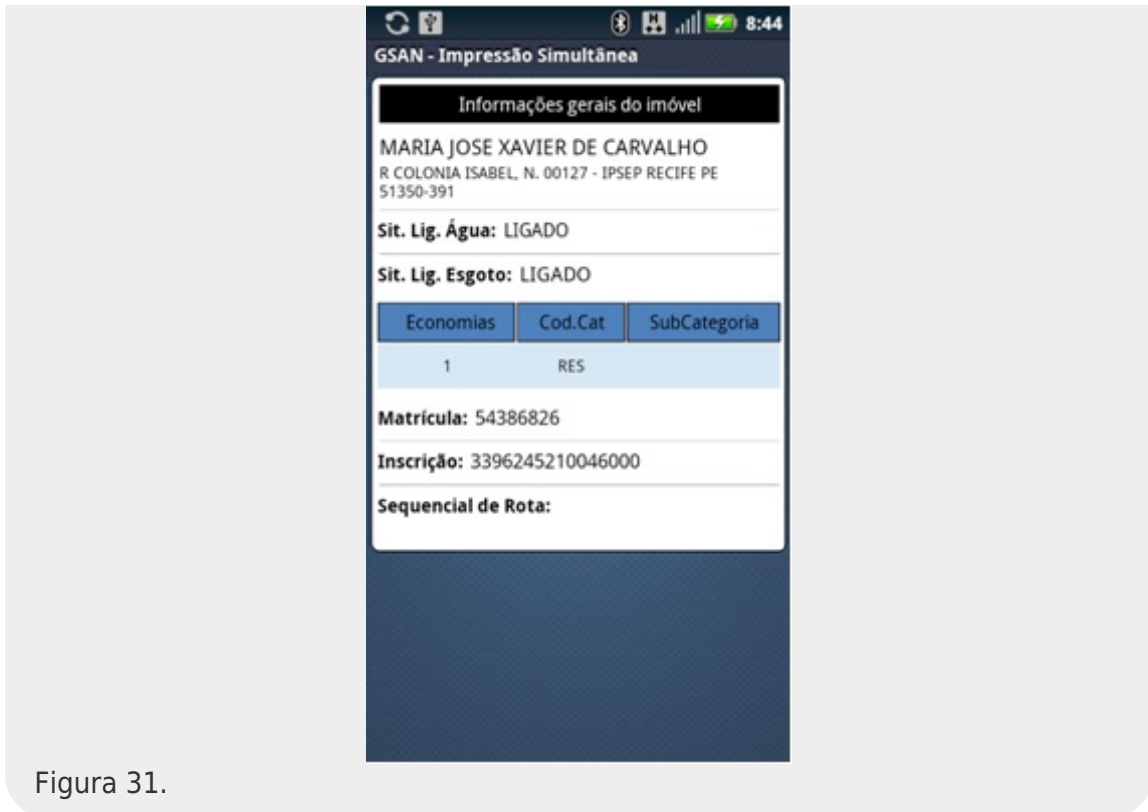 8:44
GSAN - Impressão Simultânea
Informações gerais do imóvel
MARIA JOSE XAVIER DE CARVALHO
R COLONIA ISABEL, N. 00127 - IPSEP RECIFE PE
51350-391
Sit. Lig. Água: LIGADO
Sit. Lig. Esgoto: LIGADO
Economias Cod.Cat SubCategoria
1 RES
Matrícula: 54386826
Inscrição: 3396245210046000
Sequencial de Rota:
Figura 31.